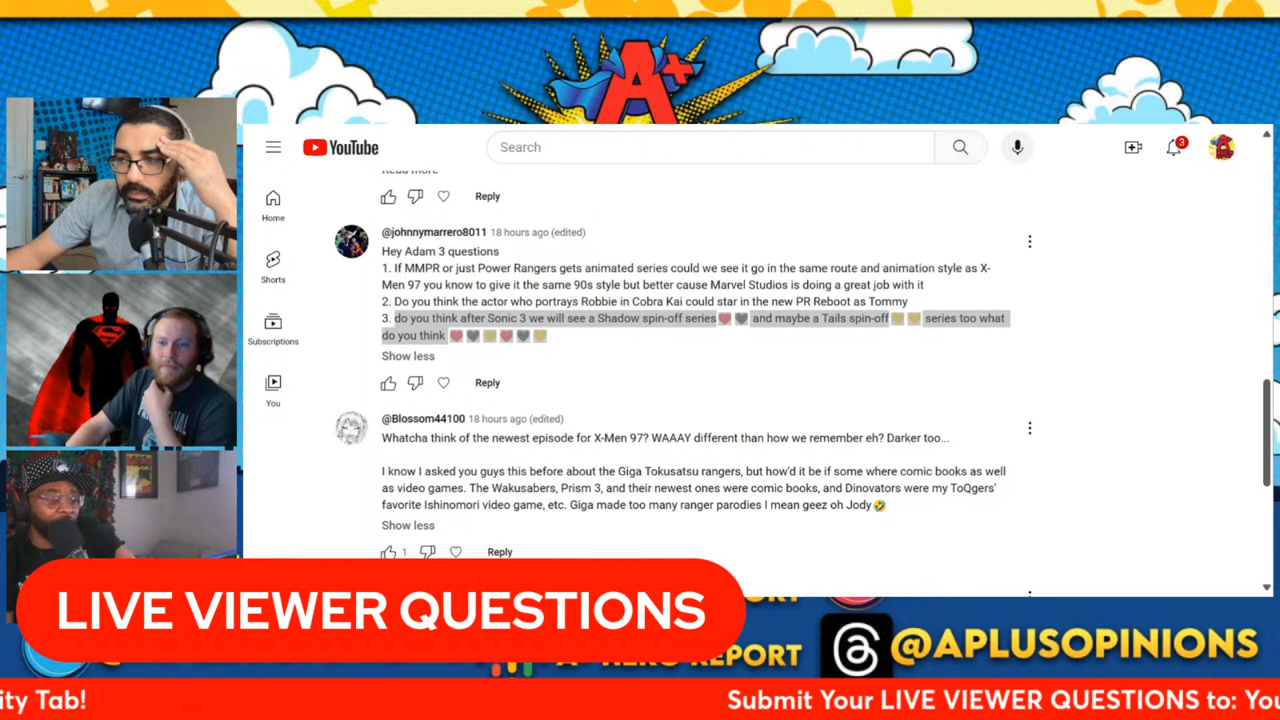 A+
YouTube
Search
3
Home
Shorts
Subscriptions
You
Read more
Reply
@johnnymarrero8011 18 hours ago (edited)
Hey Adam 3 questions
1. If MMPR or just Power Rangers gets animated series could we see it go in the same route and animation style as X-
Men 97 you know to give it the same 90s style but better cause Marvel Studios is doing a great job with it
2. Do you think the actor who portrays Robbie in Cobra Kai could star in the new PR Reboot as Tommy
3. do you think after Sonic 3 we will see a Shadow spin-off series❤️🖤 and maybe a Tails spin-off💛💛 series too what
do you think ❤️🖤💛❤️🖤💛
Show less
Reply
@Blossom44100 18 hours ago (edited)
Whatcha think of the newest episode for X-Men 97? WAAAY different than how we remember eh? Darker too...
I know I asked you guys this before about the Giga Tokusatsu rangers, but how'd it be if some where comic books as well
as video games. The Wakusabers, Prism 3, and their newest ones were comic books, and Dinovators were my ToQgers'
favorite Ishinomori video game, etc. Giga made too many ranger parodies I mean geez oh Jody🤣
Show less
1 Reply
LIVE VIEWER QUESTIONS
REPORT
@APLUSOPINIONS
ity Tab!
Submit Your LIVE VIEWER QUESTIONS to: You